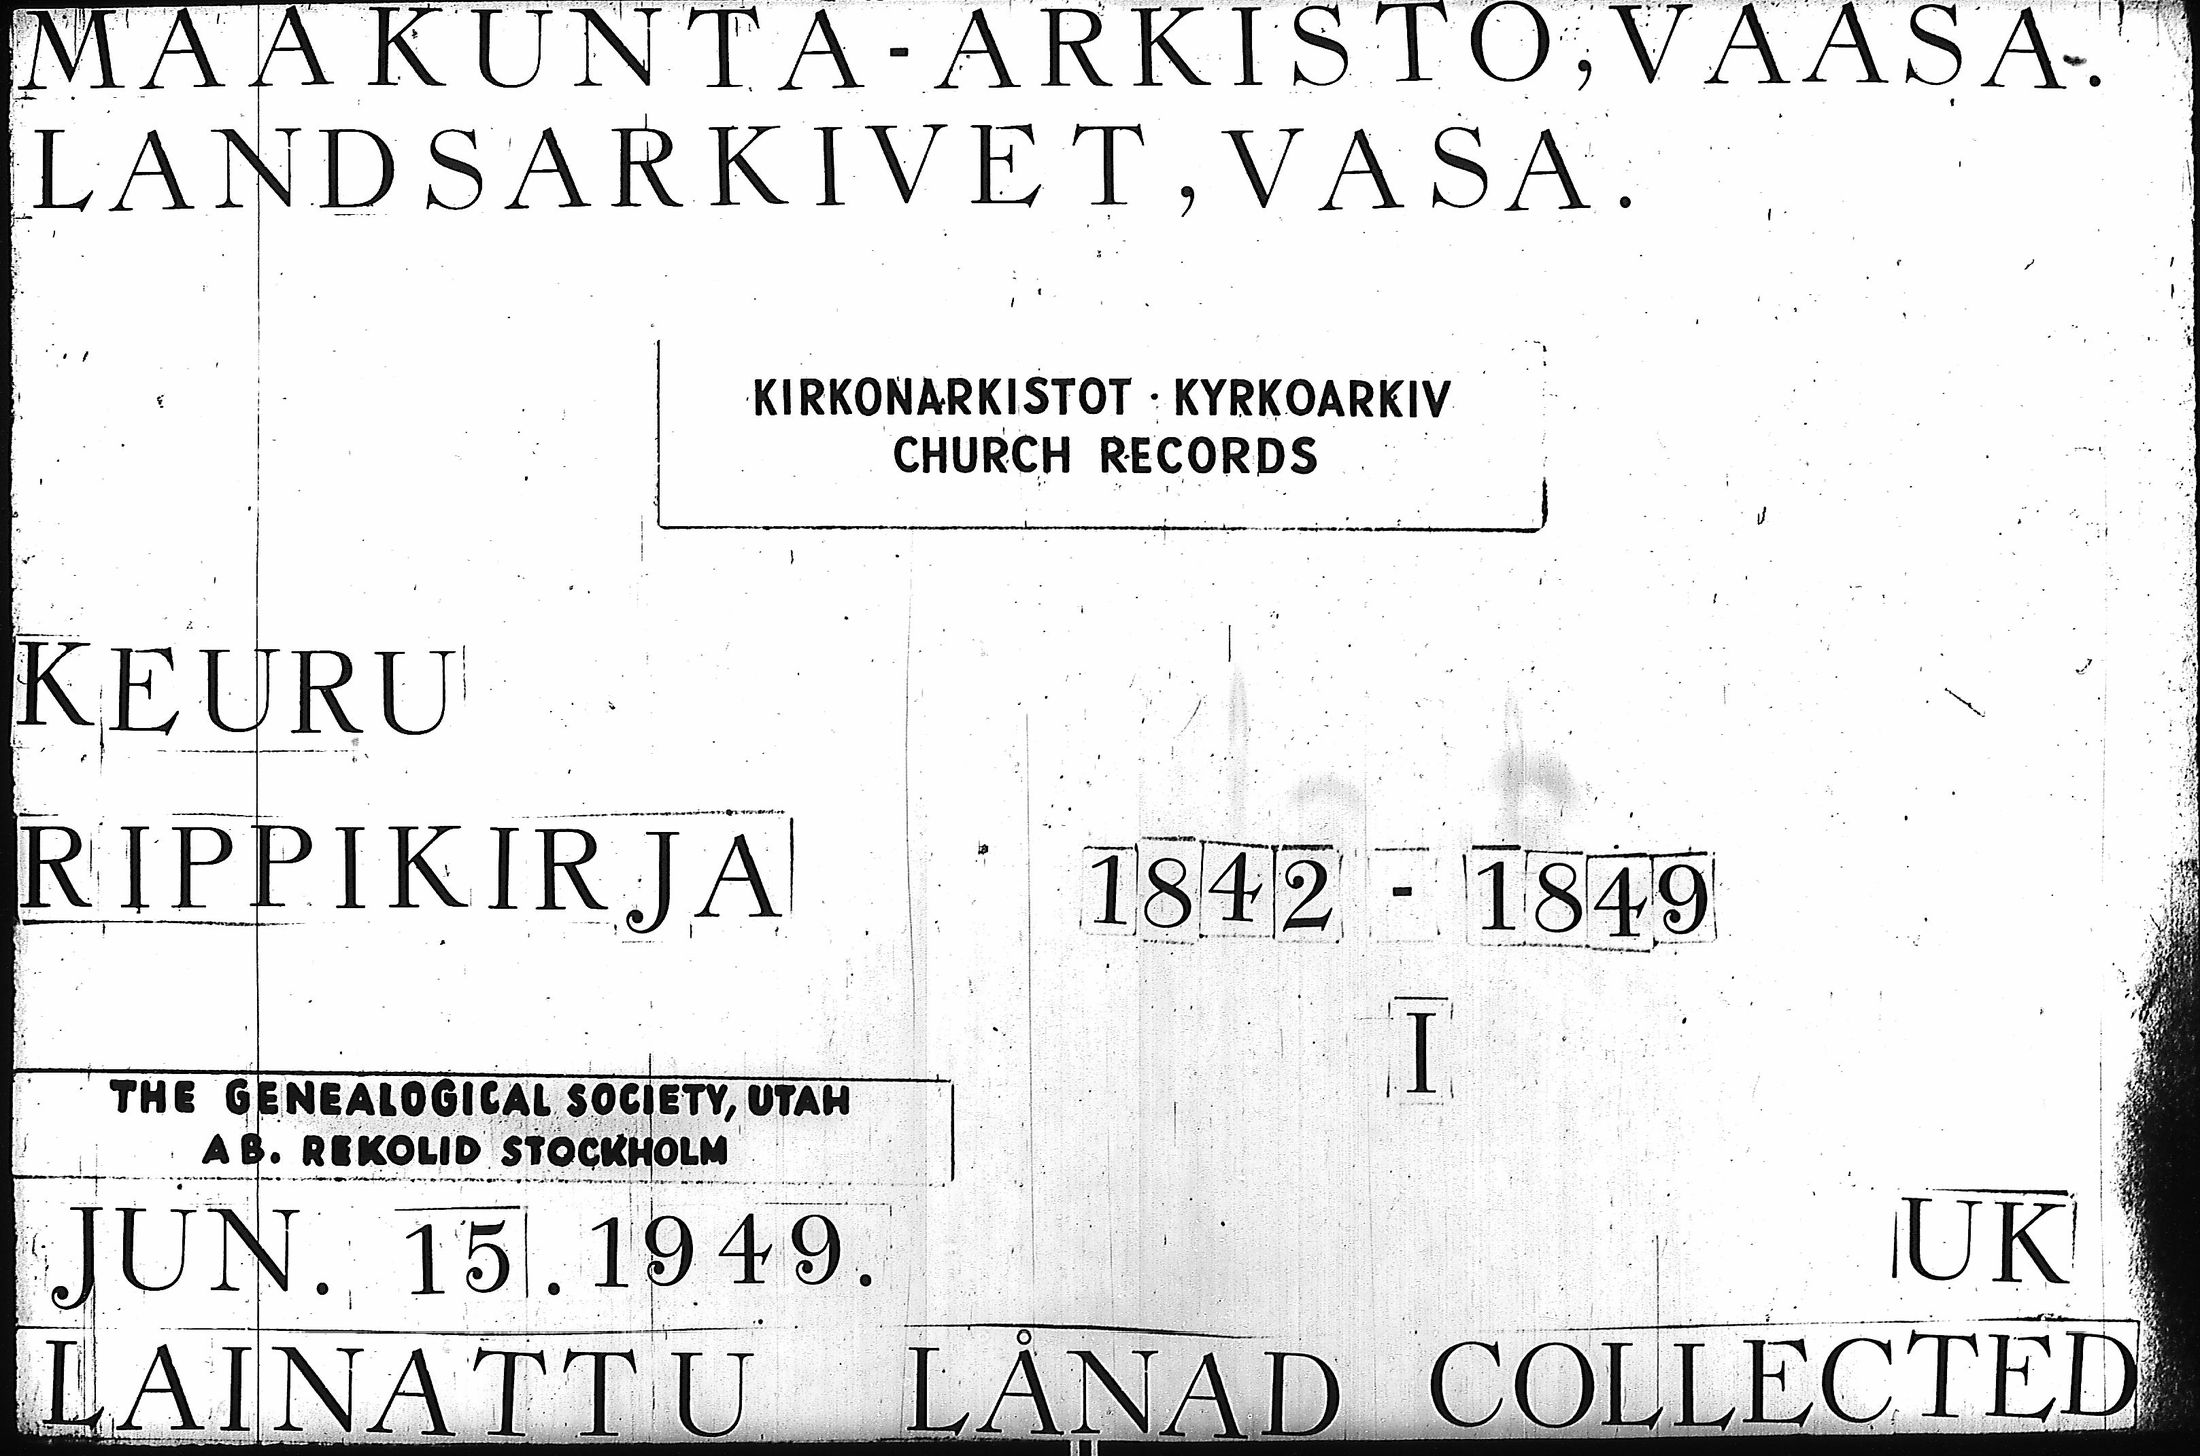 MAAKUNTA-ARKISTO, VAASA.
LANDSARKIVET, VASA.
KIRKONARKISTOT · KYRKOARKIV
CHURCH RECORDS
KEURU
RIPPIKIRJA 1842 - 1849
I
THE GENEALOGICAL SOCIETY, UTAH
AB. REKOLID STOCKHOLM
JUN. 15. 1949. UK
LAINATTU LÅNAD COLLECTED